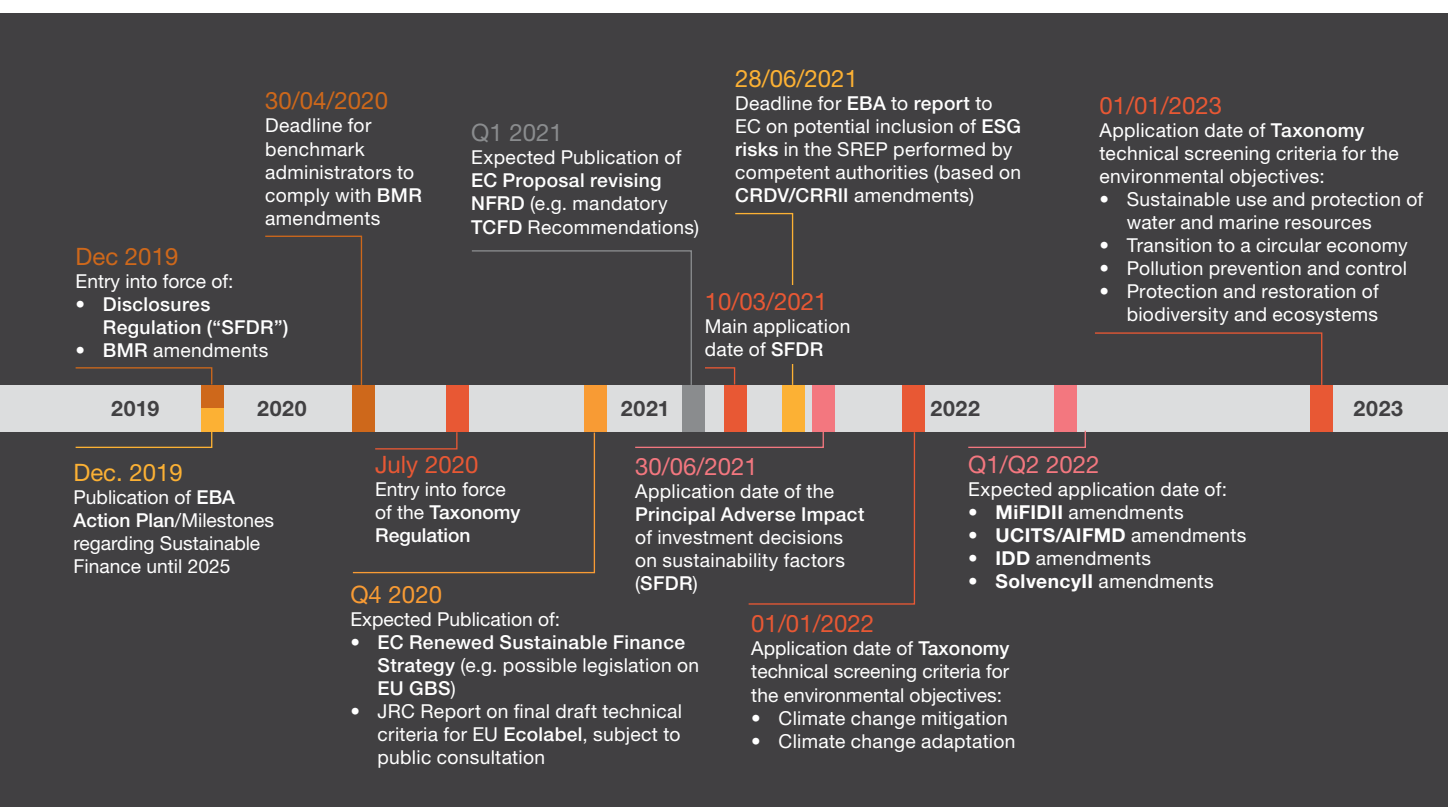 28/06/2021
Deadline for EBA to report to
EC on potential inclusion of ESG
risks in the SREP performed by
competent authorities (based on
CRDV/CRRII amendments)
30/04/2020
Deadline for
benchmark
administrators to
comply with BMR
amendments
01/01/2023
Application date of Taxonomy
technical screening criteria for the
environmental objectives:
• Sustainable use and protection of
water and marine resources
• Transition to a circular economy
• Pollution prevention and control
• Protection and restoration of
biodiversity and ecosystems
Q1 2021
Expected Publication of
EC Proposal revising
NFRD (e.g. mandatory
TCFD Recommendations)
Dec 2019
Entry into force of:
• Disclosures
Regulation (“SFDR”)
• BMR amendments
10/03/2021
Main application
date of SFDR
2019
2020
2021
2022
2023
Dec. 2019
Publication of EBA
Action Plan/Milestones
regarding Sustainable
Finance until 2025
July 2020
Entry into force
of the Taxonomy
Regulation
30/06/2021
Application date of the
Principal Adverse Impact
of investment decisions
on sustainability factors
(SFDR)
Q1/Q2 2022
Expected application date of:
• MiFIDII amendments
• UCITS/AIFMD amendments
• IDD amendments
• SolvencyII amendments
Q4 2020
Expected Publication of:
• EC Renewed Sustainable Finance
Strategy (e.g. possible legislation on
EU GBS)
• JRC Report on final draft technical
criteria for EU Ecolabel, subject to
public consultation
01/01/2022
Application date of Taxonomy
technical screening criteria for
the environmental objectives:
• Climate change mitigation
• Climate change adaptation